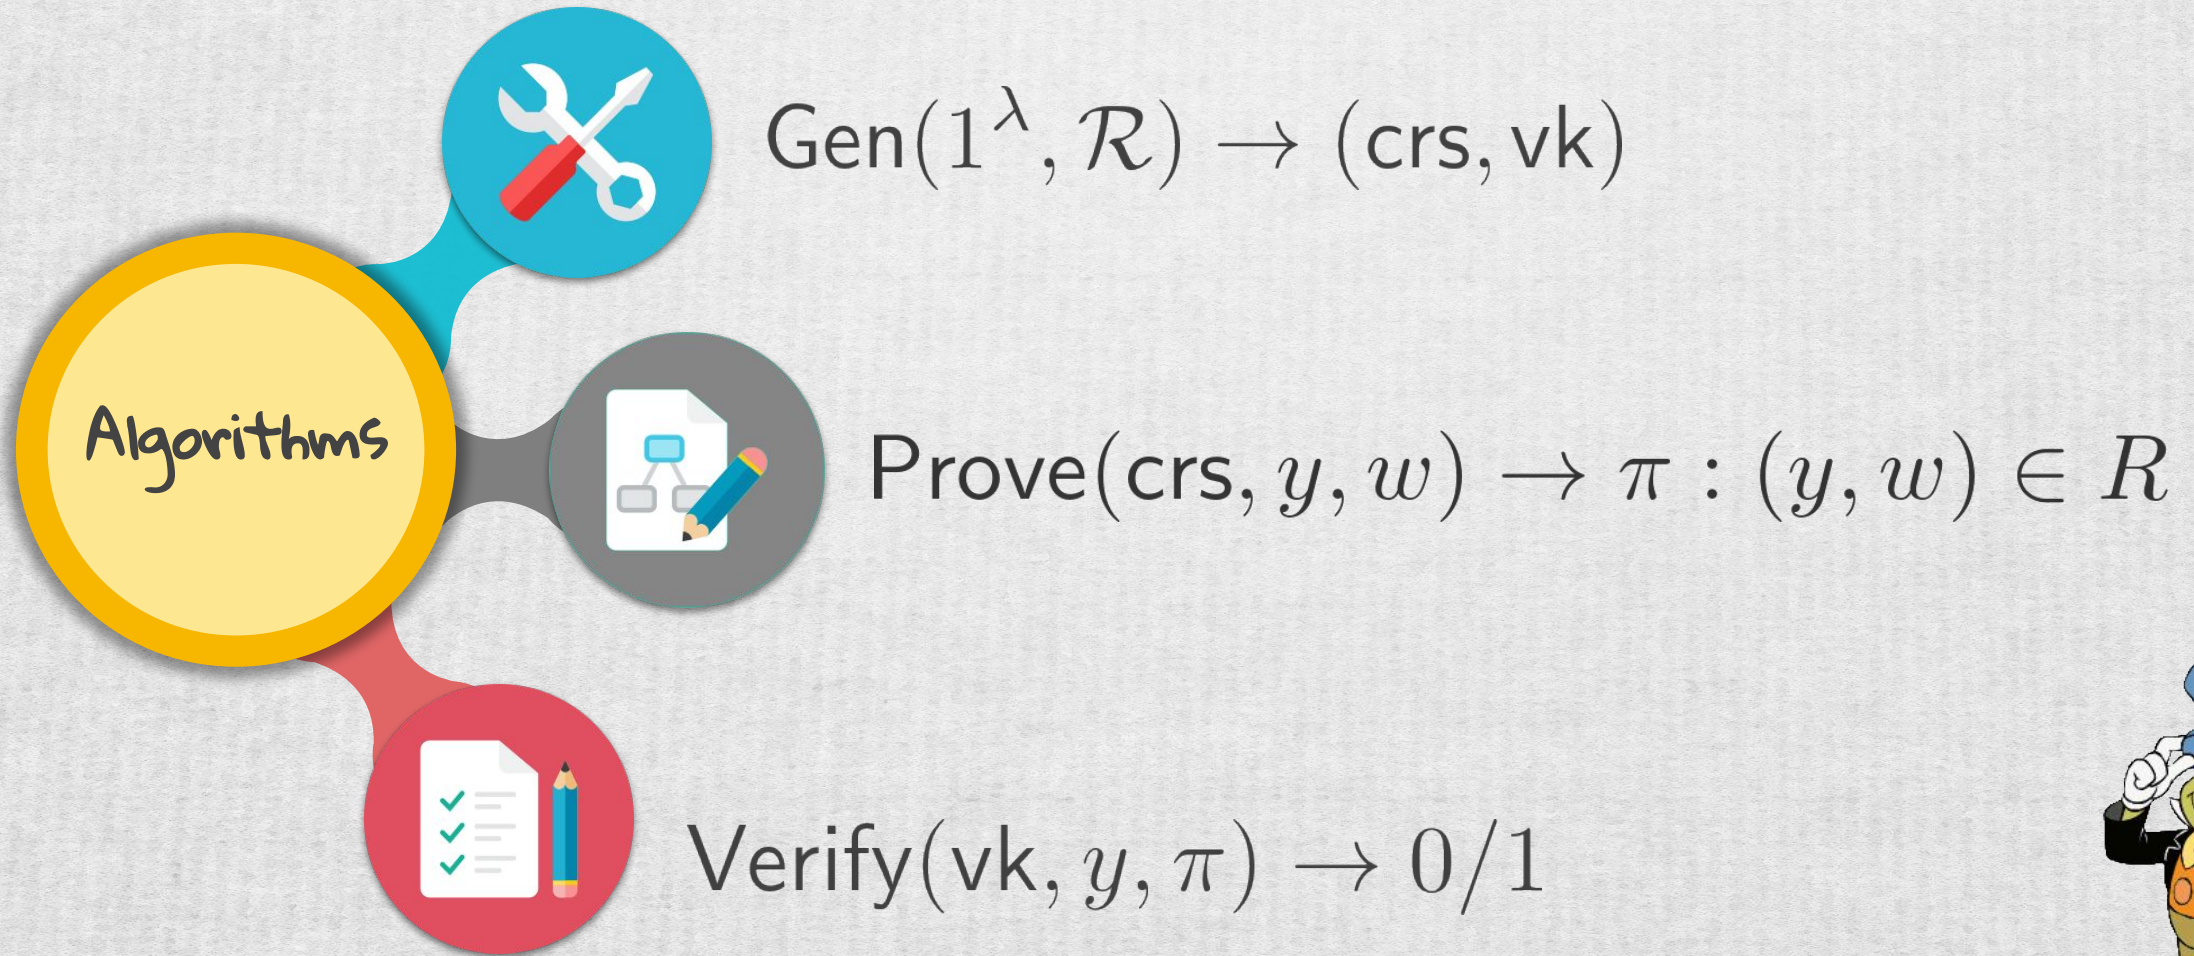 Gen(1^λ, ℛ) → (crs, vk)
Algorithms
Prove(crs, y, w) → π : (y, w) ∈ R
Verify(vk, y, π) → 0/1